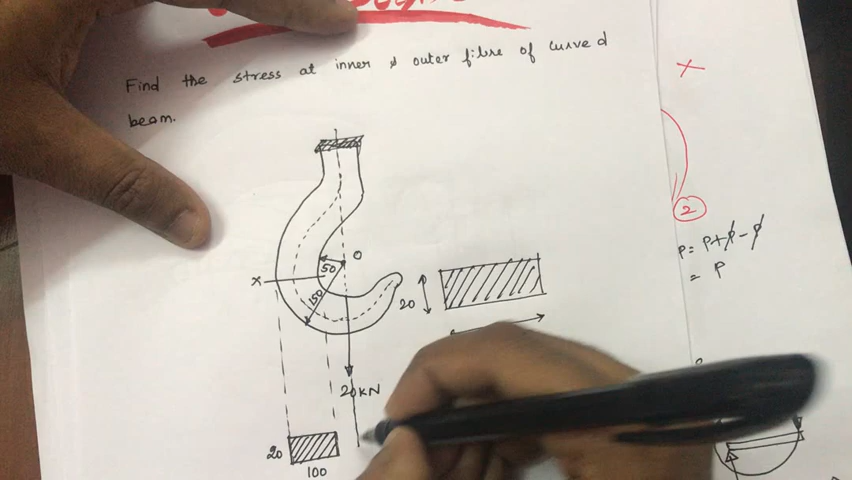 Find the stress at inner & outer fibre of curved
beam.
O
50
X
150
20
20KN
20
100
X
2
P = P+P-P
= P